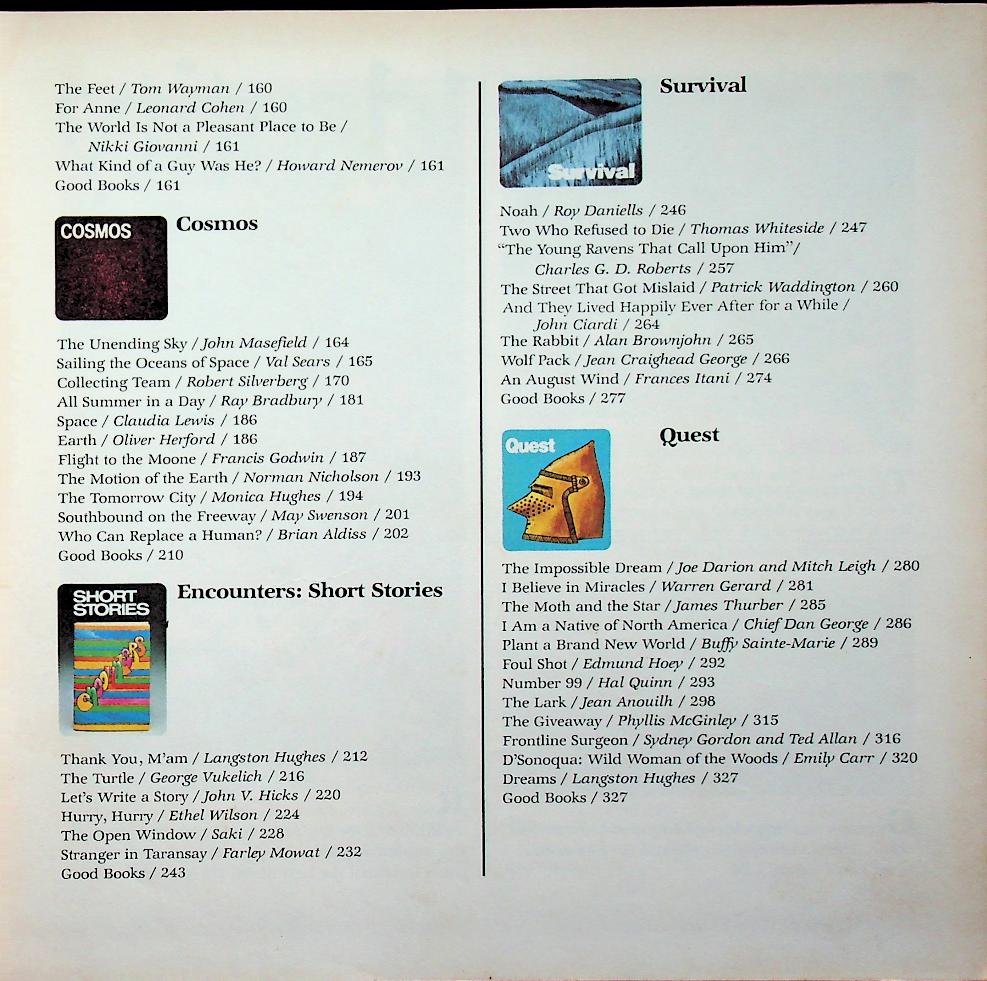 The Feet / Tom Wayman / 160
For Anne / Leonard Cohen / 160
The World Is Not a Pleasant Place to Be /
Nikki Giovanni / 161
What Kind of a Guy Was He? / Howard Nemerov / 161
Good Books / 161
COSMOS
Cosmos
The Unending Sky / John Masefield / 164
Sailing the Oceans of Space / Val Sears / 165
Collecting Team / Robert Silverberg / 170
All Summer in a Day / Ray Bradbury / 181
Space / Claudia Lewis / 186
Earth / Oliver Herford / 186
Flight to the Moone / Francis Godwin / 187
The Motion of the Earth / Norman Nicholson / 193
The Tomorrow City / Monica Hughes / 194
Southbound on the Freeway / May Swenson / 201
Who Can Replace a Human? / Brian Aldiss / 202
Good Books / 210
SHORT
STORIES
Encounters: Short Stories
Thank You, M'am / Langston Hughes / 212
The Turtle / George Vukelich / 216
Let's Write a Story / John V. Hicks / 220
Hurry, Hurry / Ethel Wilson / 224
The Open Window / Saki / 228
Stranger in Taransay / Farley Mowat / 232
Good Books / 243
Survival
Survival
Noah / Roy Daniells / 246
Two Who Refused to Die / Thomas Whiteside / 247
“The Young Ravens That Call Upon Him”/
Charles G. D. Roberts / 257
The Street That Got Mislaid / Patrick Waddington / 260
And They Lived Happily Ever After for a While /
John Ciardi / 264
The Rabbit / Alan Brownjohn / 265
Wolf Pack / Jean Craighead George / 266
An August Wind / Frances Itani / 274
Good Books / 277
Quest
Quest
The Impossible Dream / Joe Darion and Mitch Leigh / 280
I Believe in Miracles / Warren Gerard / 281
The Moth and the Star / James Thurber / 285
I Am a Native of North America / Chief Dan George / 286
Plant a Brand New World / Buffy Sainte-Marie / 289
Foul Shot / Edmund Hoey / 292
Number 99 / Hal Quinn / 293
The Lark / Jean Anouilh / 298
The Giveaway / Phyllis McGinley / 315
Frontline Surgeon / Sydney Gordon and Ted Allan / 316
D'Sonoqua: Wild Woman of the Woods / Emily Carr / 320
Dreams / Langston Hughes / 327
Good Books / 327